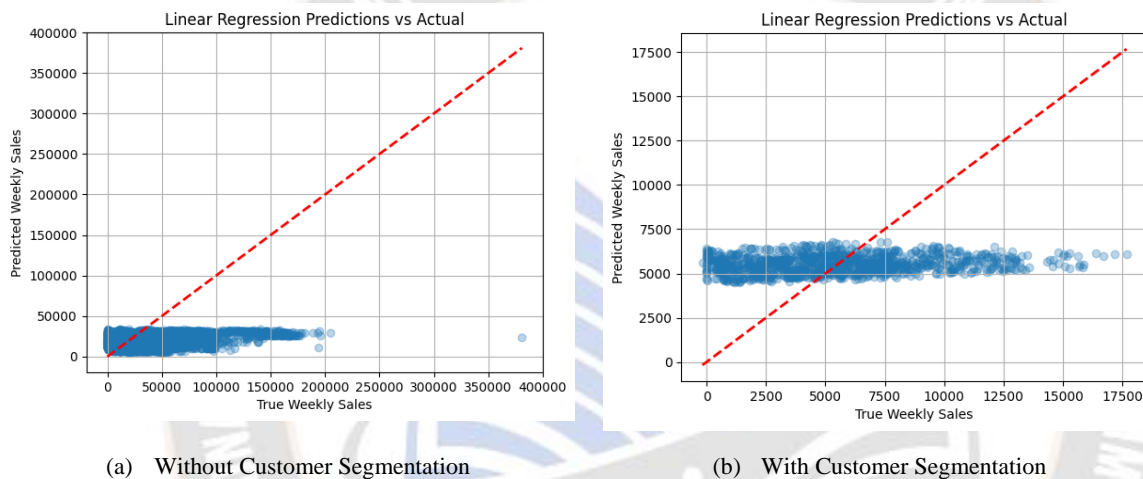 Linear Regression Predictions vs Actual
400000
350000
300000
250000
200000
150000
100000
50000
0
Predicted Weekly Sales
0 50000 100000 150000 200000 250000 300000 350000 400000
True Weekly Sales
(a) Without Customer Segmentation
Linear Regression Predictions vs Actual
17500
15000
12500
10000
7500
5000
2500
0
Predicted Weekly Sales
0 2500 5000 7500 10000 12500 15000 17500
True Weekly Sales
(b) With Customer Segmentation